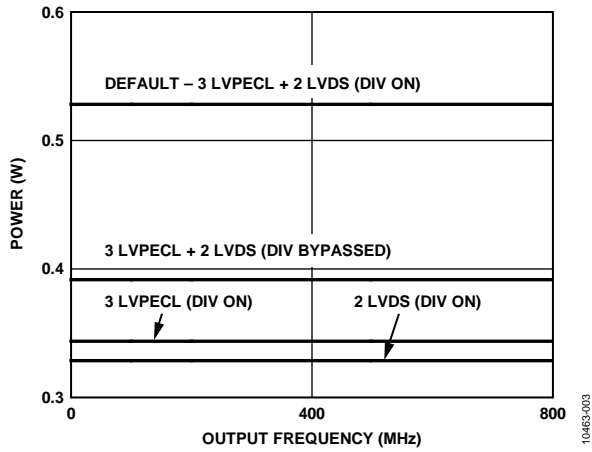 0.6
DEFAULT – 3 LVPECL + 2 LVDS (DIV ON)
0.5
POWER (W)
3 LVPECL + 2 LVDS (DIV BYPASSED)
0.4
3 LVPECL (DIV ON)
2 LVDS (DIV ON)
0.3
0
400
800
OUTPUT FREQUENCY (MHz)
10463-003